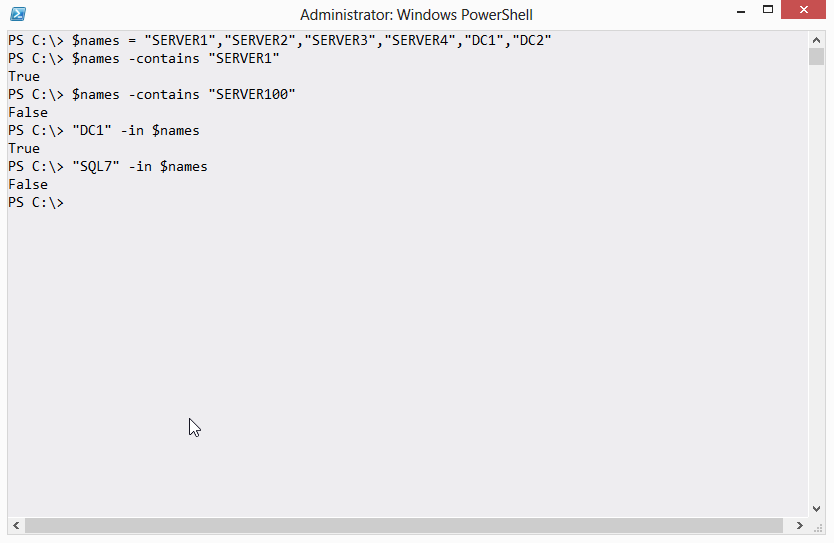 Administrator: Windows PowerShell
PS C:\> $names = "SERVER1","SERVER2","SERVER3","SERVER4","DC1","DC2"
PS C:\> $names -contains "SERVER1"
True
PS C:\> $names -contains "SERVER100"
False
PS C:\> "DC1" -in $names
True
PS C:\> "SQL7" -in $names
False
PS C:\>